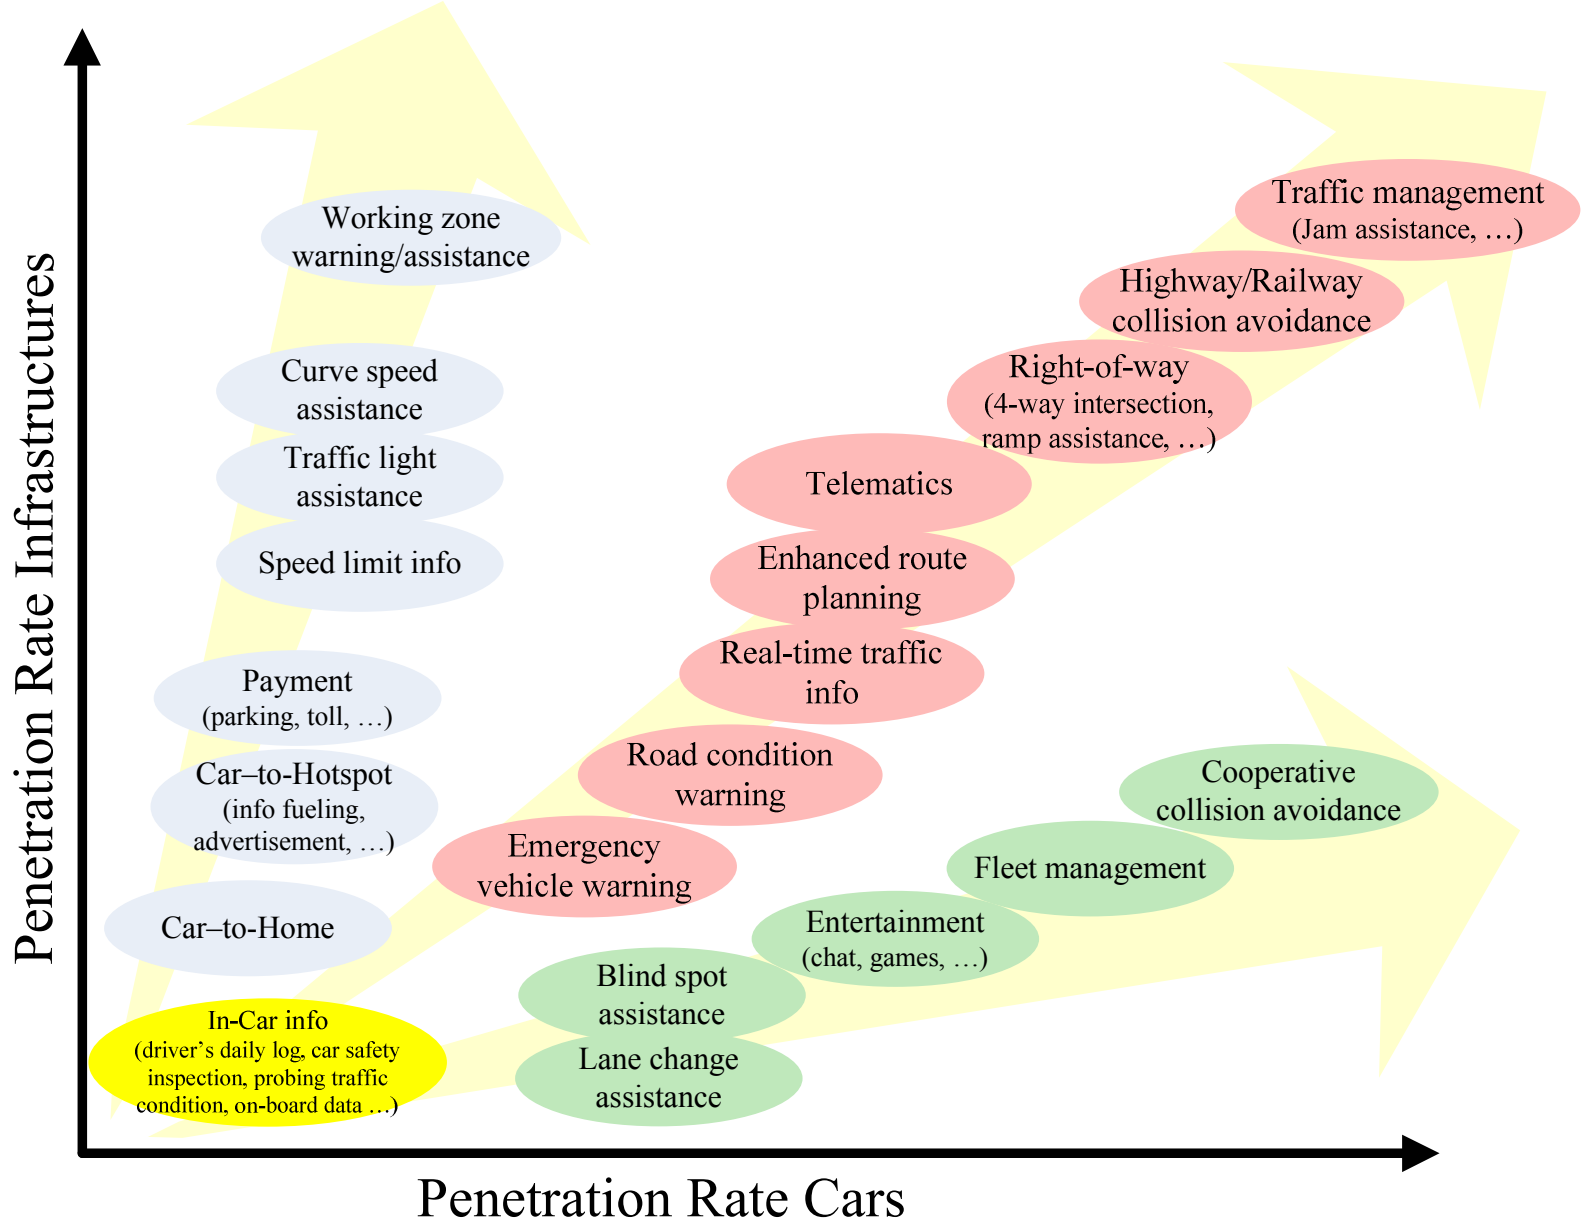 Penetration Rate Infrastructures
Working zone
warning/assistance
Curve speed
assistance
Traffic light
assistance
Speed limit info
Payment
(parking, toll, …)
Car–to-Hotspot
(info fueling,
advertisement, …)
Car–to-Home
In-Car info
(driver’s daily log, car safety
inspection, probing traffic
condition, on-board data …)
Traffic management
(Jam assistance, …)
Highway/Railway
collision avoidance
Right-of-way
(4-way intersection,
ramp assistance, …)
Telematics
Enhanced route
planning
Real-time traffic
info
Road condition
warning
Emergency
vehicle warning
Cooperative
collision avoidance
Fleet management
Entertainment
(chat, games, …)
Blind spot
assistance
Lane change
assistance
Penetration Rate Cars